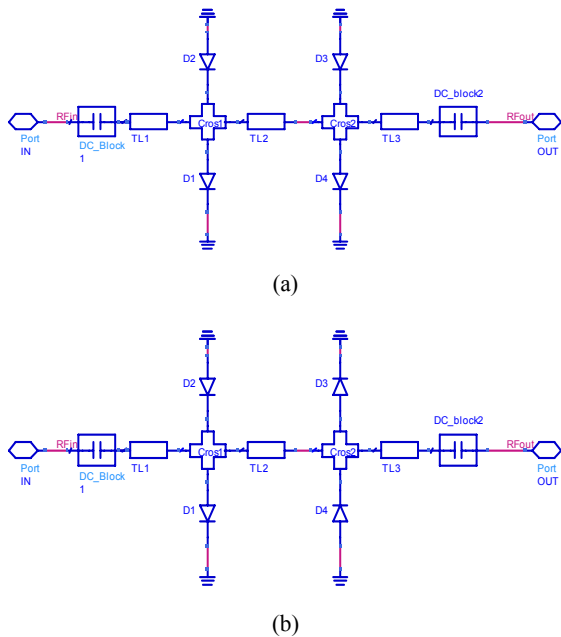 D2
D3
DC_block2
RFin
Cros1
Cros2
RFout
Port
IN
DC_Block
1
TL1
TL2
TL3
Port
OUT
D1
D4
(a)
D2
D3
DC_block2
RFin
Cros1
Cros2
RFout
Port
IN
DC_Block
1
TL1
TL2
TL3
Port
OUT
D1
D4
(b)